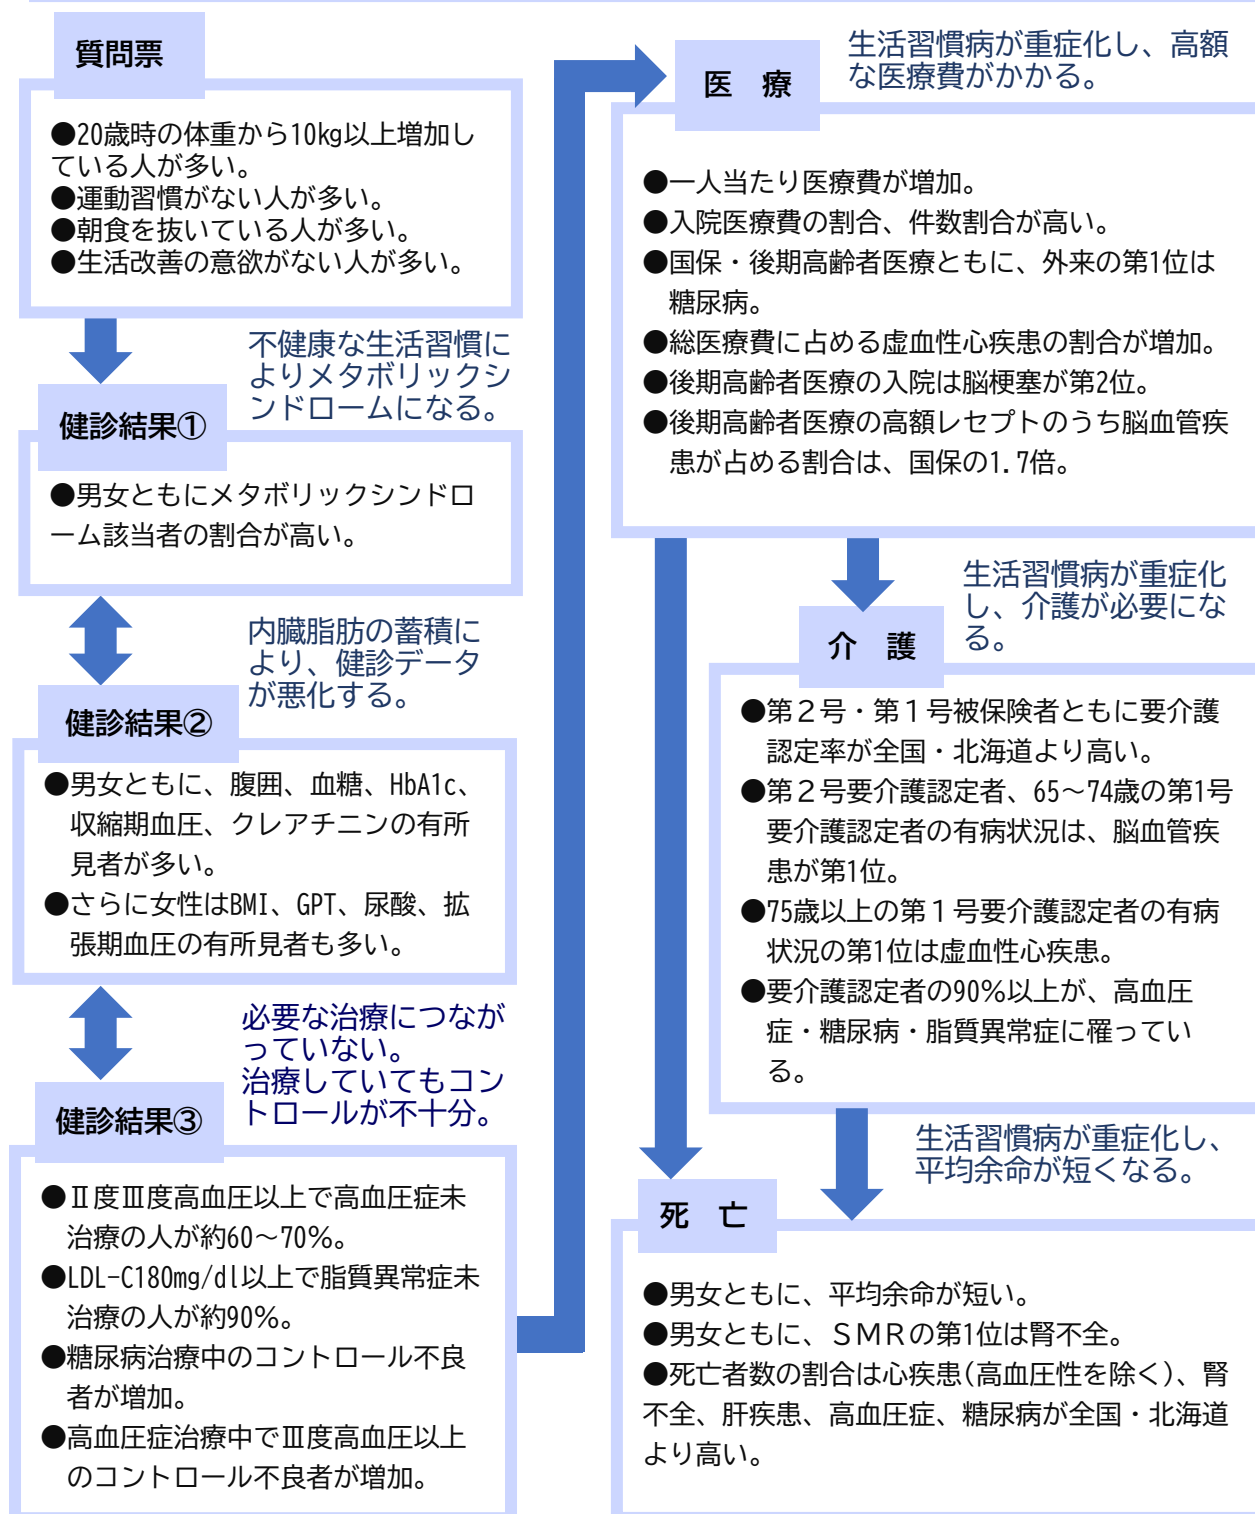 質問票
●20歳時の体重から10kg以上増加し
ている人が多い。
●運動習慣がない人が多い。
●朝食を抜いている人が多い。
●生活改善の意欲がない人が多い。
不健康な生活習慣に
よりメタボリックシ
ンドロームになる。
健診結果①
●男女ともにメタボリックシンドロ
ーム該当者の割合が高い。
内臓脂肪の蓄積に
より、健診データ
が悪化する。
健診結果②
●男女ともに、腹囲、血糖、HbA1c、
収縮期血圧、クレアチニンの有所
見者が多い。
●さらに女性はBMI、GPT、尿酸、拡
張期血圧の有所見者も多い。
必要な治療につなが
っていない。
治療していてもコン
トロールが不十分。
健診結果③
●Ⅱ度Ⅲ度高血圧以上で高血圧症未
治療の人が約60～70%。
●LDL-C180mg/dl以上で脂質異常症未
治療の人が約90%。
●糖尿病治療中のコントロール不良
者が増加。
●高血圧症治療中でⅢ度高血圧以上
のコントロール不良者が増加。
医　療
生活習慣病が重症化し、高額
な医療費がかかる。
●一人当たり医療費が増加。
●入院医療費の割合、件数割合が高い。
●国保・後期高齢者医療ともに、外来の第1位は
糖尿病。
●総医療費に占める虚血性心疾患の割合が増加。
●後期高齢者医療の入院は脳梗塞が第2位。
●後期高齢者医療の高額レセプトのうち脳血管疾
患が占める割合は、国保の1.7倍。
生活習慣病が重症化
し、介護が必要にな
る。
介　護
●第２号・第１号被保険者ともに要介護
認定率が全国・北海道より高い。
●第２号要介護認定者、65～74歳の第1号
要介護認定者の有病状況は、脳血管疾
患が第1位。
●75歳以上の第１号要介護認定者の有病
状況の第1位は虚血性心疾患。
●要介護認定者の90%以上が、高血圧
症・糖尿病・脂質異常症に罹ってい
る。
生活習慣病が重症化し、
平均余命が短くなる。
死　亡
●男女ともに、平均余命が短い。
●男女ともに、ＳＭＲの第1位は腎不全。
●死亡者数の割合は心疾患(高血圧性を除く)、腎
不全、肝疾患、高血圧症、糖尿病が全国・北海道
より高い。